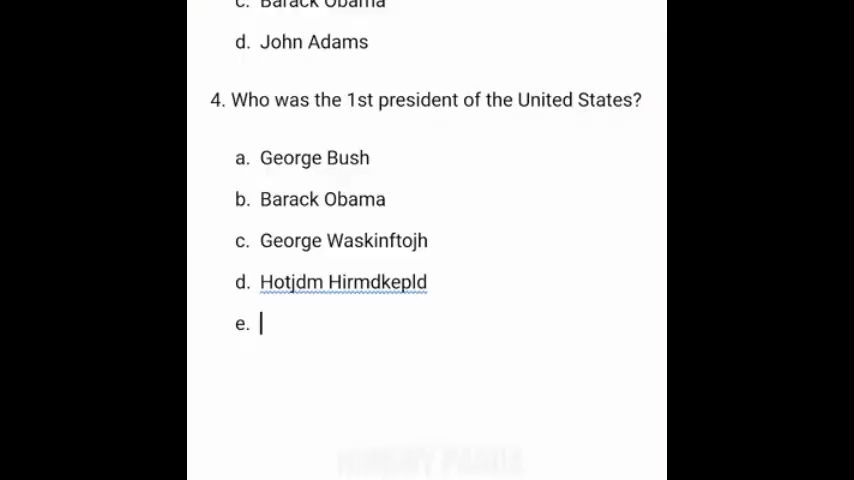 c. Barack Obama
d. John Adams
4. Who was the 1st president of the United States?
a. George Bush
b. Barack Obama
c. George Waskinftojh
d. Hotjdm Hirmdkepld
e.